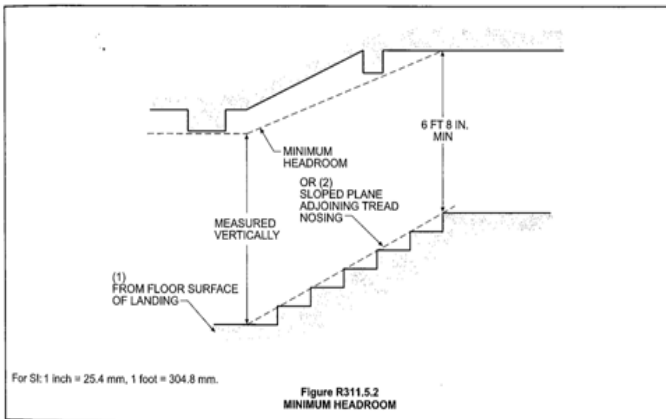 6 FT 8 IN.
MIN
MINIMUM
HEADROOM
OR (2)
SLOPED PLANE
ADJOINING TREAD
NOSING
MEASURED
VERTICALLY
(1)
FROM FLOOR SURFACE
OF LANDING
For SI: 1 inch = 25.4 mm, 1 foot = 304.8 mm.
Figure R311.5.2
MINIMUM HEADROOM